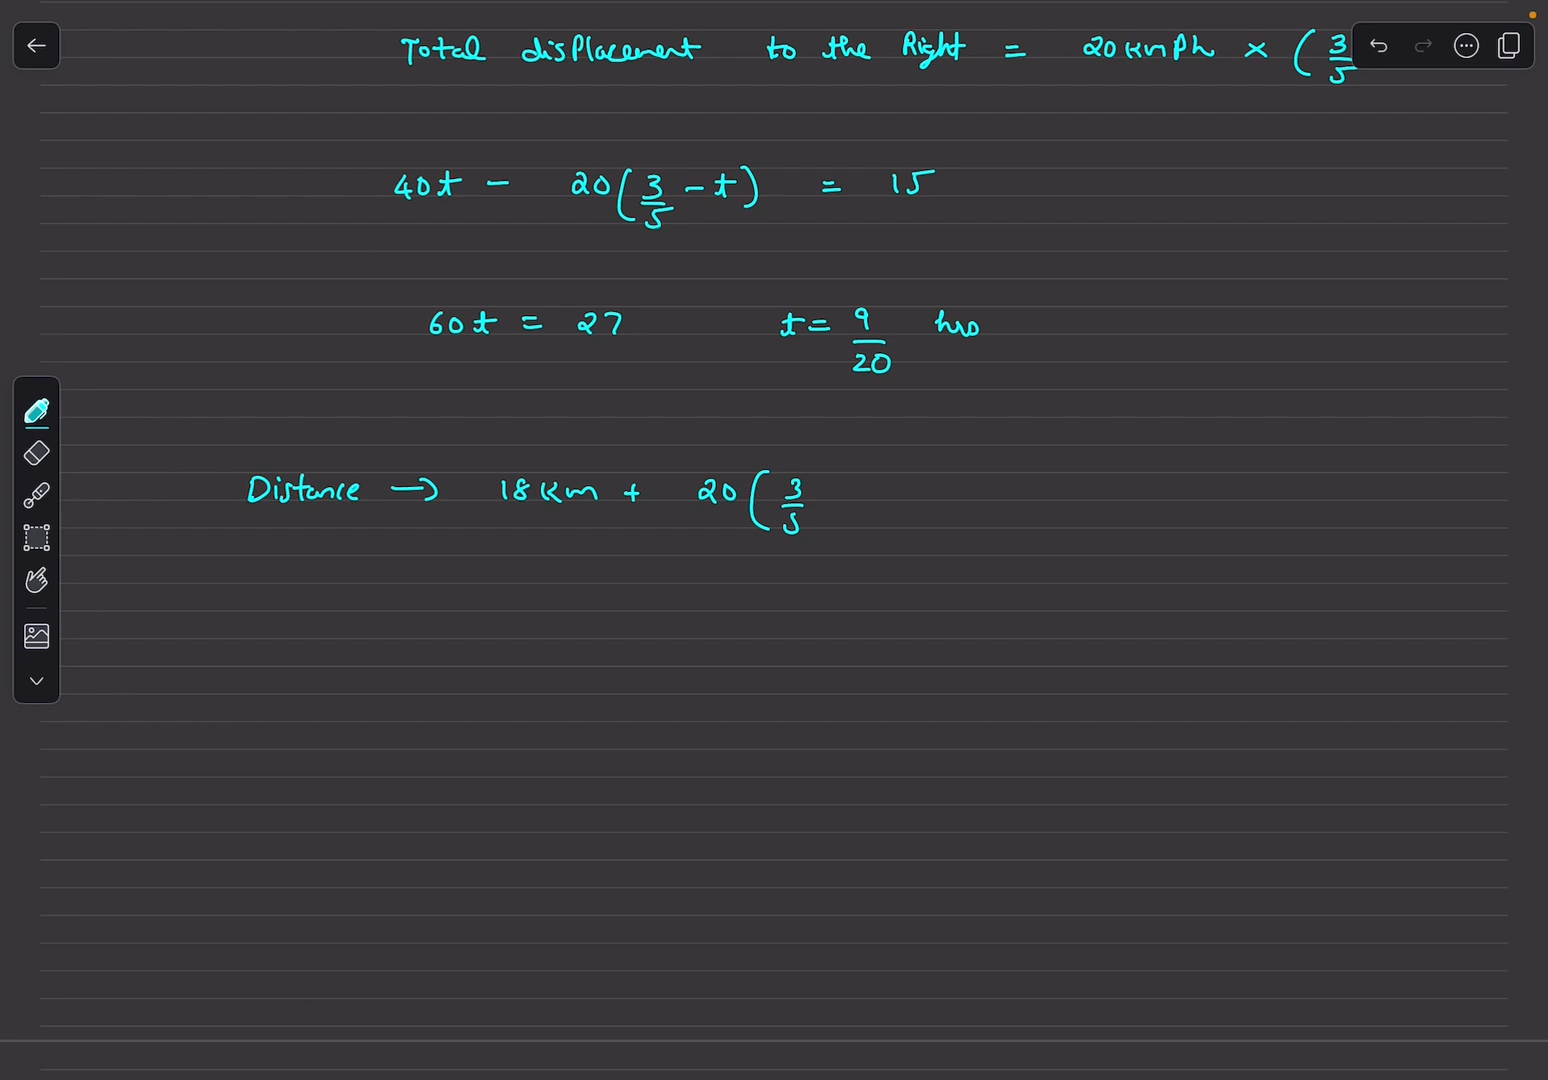 Total displacement to the Right = 20 kmph × (3/5
40t - 20(3/5 - t) = 15
60t = 27 t = 9/20 hrs
Distance → 18 km + 20 (3/5